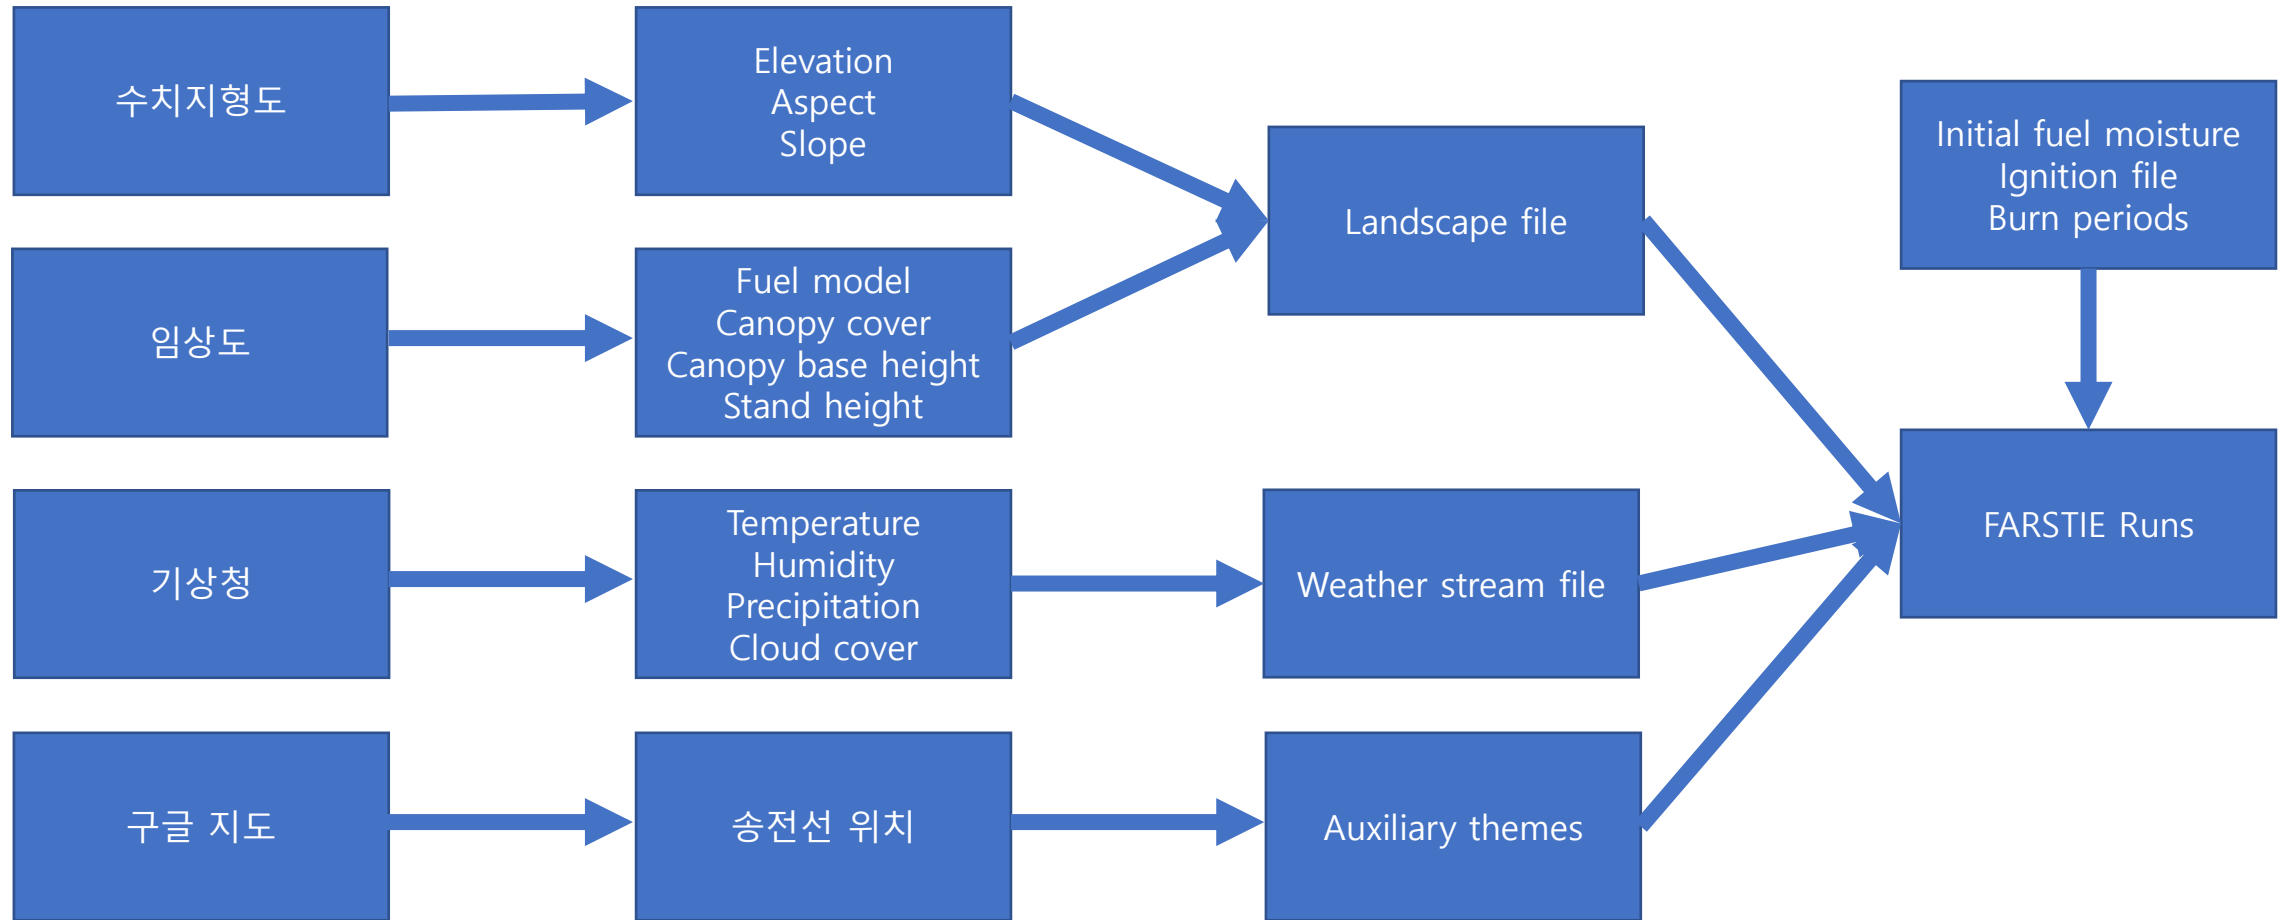 수치지형도
Elevation
Aspect
Slope
임상도
Fuel model
Canopy cover
Canopy base height
Stand height
Landscape file
Initial fuel moisture
Ignition file
Burn periods
기상청
Temperature
Humidity
Precipitation
Cloud cover
Weather stream file
FARSTIE Runs
구글 지도
송전선 위치
Auxiliary themes